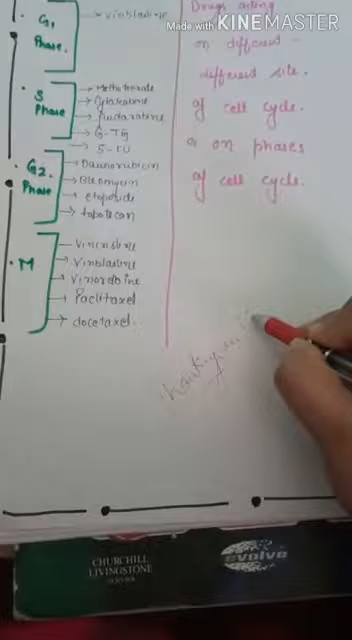 Made with KINEMASTER
G1 Phase.
→ Vinblastine
S Phase
→ Methotrexate
→ Cytarabine
→ Fludarabine
→ 6-TG
→ 5-FU
G2. Phase
→ Daunorubicin
→ Bleomycin
→ etoposide
→ topotecan
M
→ Vincristine
→ Vinblastine
→ Vinorelbine
→ Paclitaxel
→ docetaxel..
Drugs acting
on different -
different site.
of cell cycle.
on phases
of cell cycle.
CHURCHILL
LIVINGSTONE
ELSEVIER
evolve